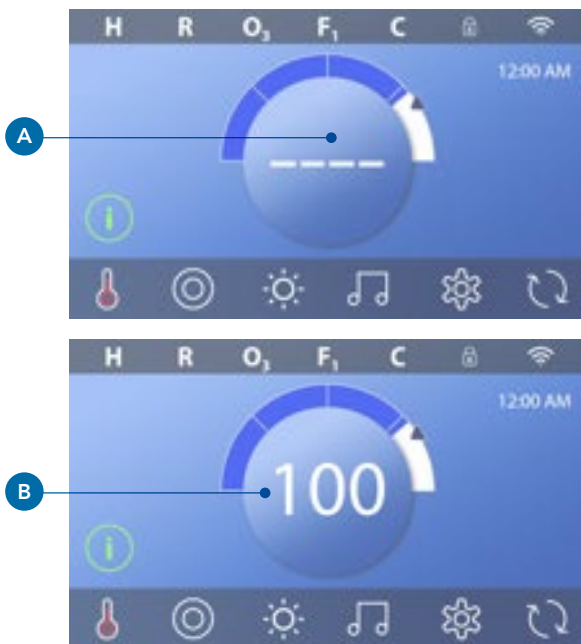 H R O₃ F₁ C
12:00 AM
A
----
i
H R O₃ F₁ C
12:00 AM
B
100
i